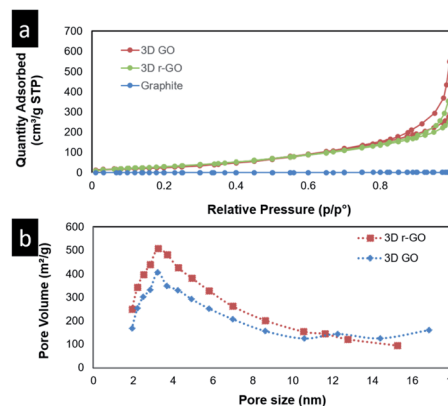 a
700
600
500
400
300
200
100
0
Quantity Adsorbed
(cm³/g STP)
3D GO
3D r-GO
Graphite
0.0 0.2 0.4 0.6 0.8
Relative Pressure (p/p°)
b
600
500
400
300
200
100
0
Pore Volume (m²/g)
3D r-GO
3D GO
0 2 4 6 8 10 12 14 16
Pore size (nm)